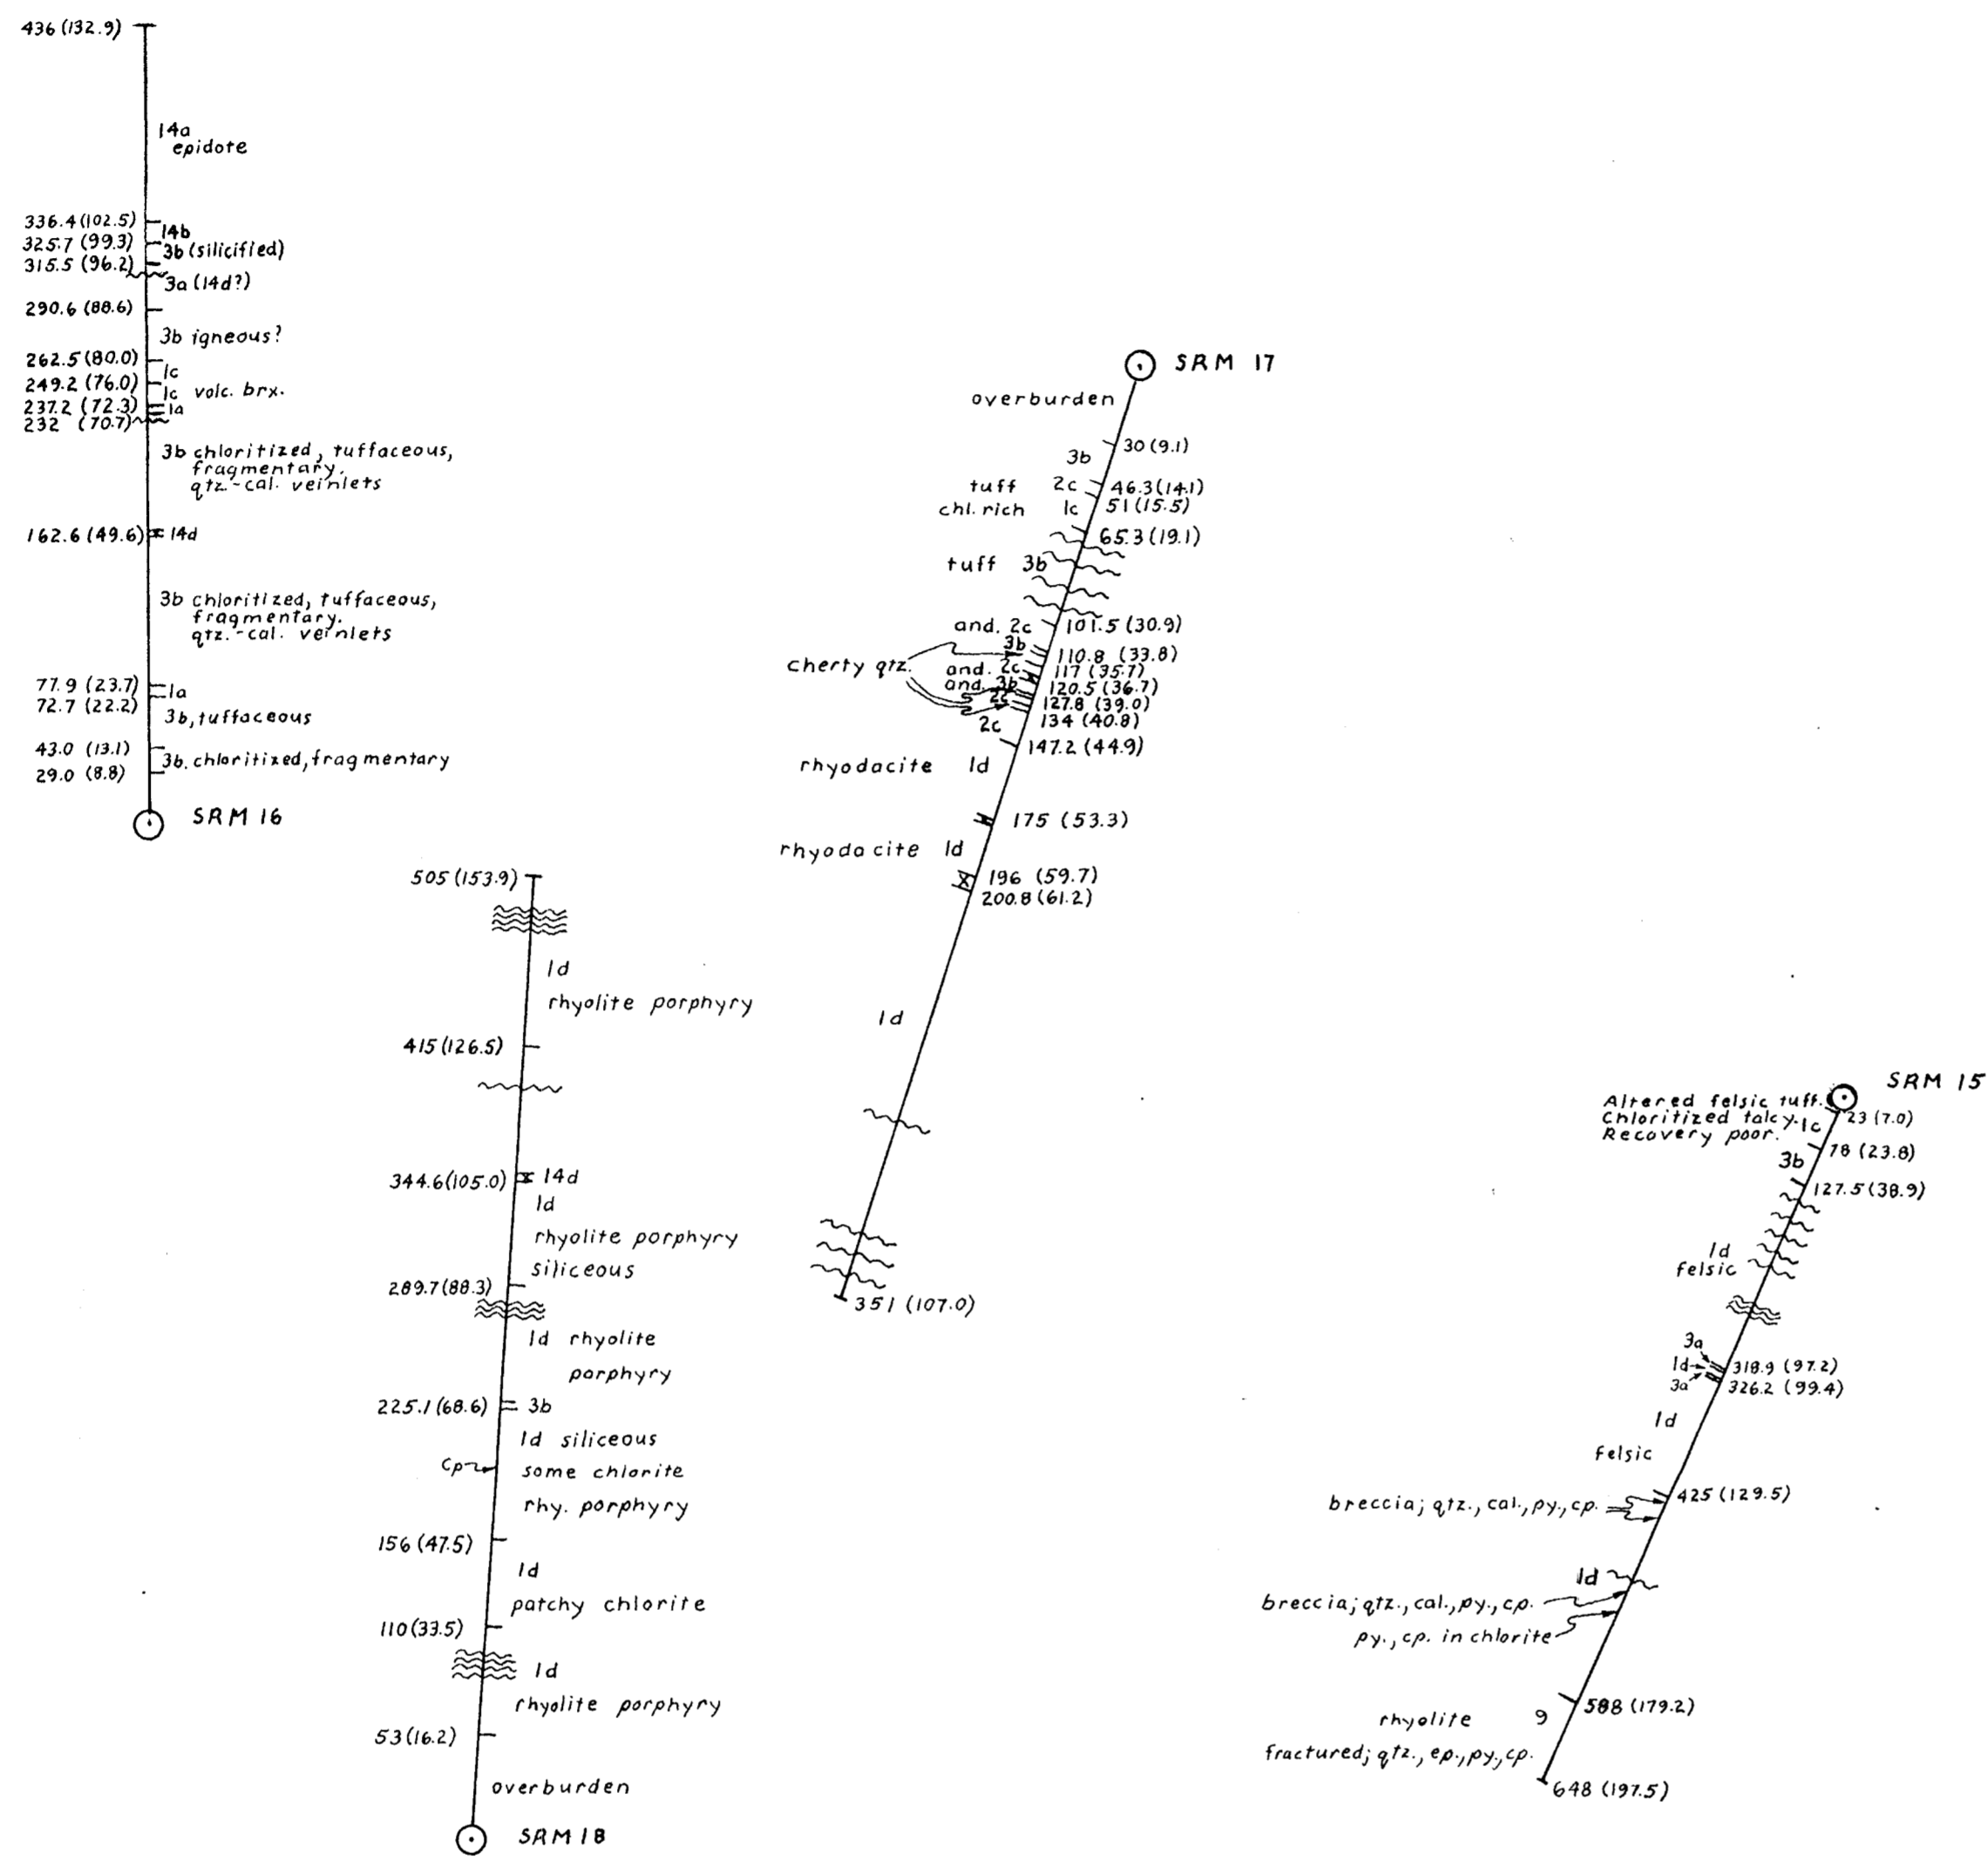 436 (132.9)
14a
epidote
336.4 (102.5)
14b
325.7 (99.3)
3b (silicified)
315.5 (96.2)
3a (14d?)
290.6 (88.6)
3b igneous?
262.5 (80.0)
1c
249.2 (76.0)
1c volc. brx.
237.2 (72.3)
1a
232 (70.7)
3b chloritized, tuffaceous,
fragmentary.
qtz.-cal. veinlets
162.6 (49.6)
14d
3b chloritized, tuffaceous,
fragmentary.
qtz.-cal. veinlets
77.9 (23.7)
1a
72.7 (22.2)
3b, tuffaceous
43.0 (13.1)
3b. chloritized, fragmentary
29.0 (8.8)
SRM 16
SRM 17
overburden
30 (9.1)
3b
tuff 2c
46.3 (14.1)
chl. rich 1c
51 (15.5)
65.3 (19.1)
tuff 3b
and. 2c
101.5 (30.9)
3b
110.8 (33.8)
cherty qtz.
and. 2c
117 (35.7)
and. 3b
120.5 (36.7)
2c
127.8 (39.0)
2c
134 (40.8)
147.2 (44.9)
rhyodacite 1d
175 (53.3)
rhyodacite 1d
196 (59.7)
200.8 (61.2)
1d
351 (107.0)
505 (153.9)
1d
rhyolite porphyry
415 (126.5)
344.6 (105.0)
14d
1d
rhyolite porphyry
siliceous
289.7 (88.3)
1d rhyolite
porphyry
225.1 (68.6)
3b
1d siliceous
Cp
some chlorite
rhy. porphyry
156 (47.5)
1d
patchy chlorite
110 (33.5)
1d
rhyolite porphyry
53 (16.2)
overburden
SRM 18
SRM 15
Altered felsic tuff.
Chloritized talcy. 1c
Recovery poor.
23 (7.0)
78 (23.8)
3b
127.5 (38.9)
1d
felsic
3a
1d
318.9 (97.2)
3a
326.2 (99.4)
1d
felsic
425 (129.5)
breccia; qtz., cal., py., cp.
1d
breccia; qtz., cal., py., cp.
py., cp. in chlorite
588 (179.2)
rhyolite 9
fractured; qtz., ep., py., cp.
648 (197.5)